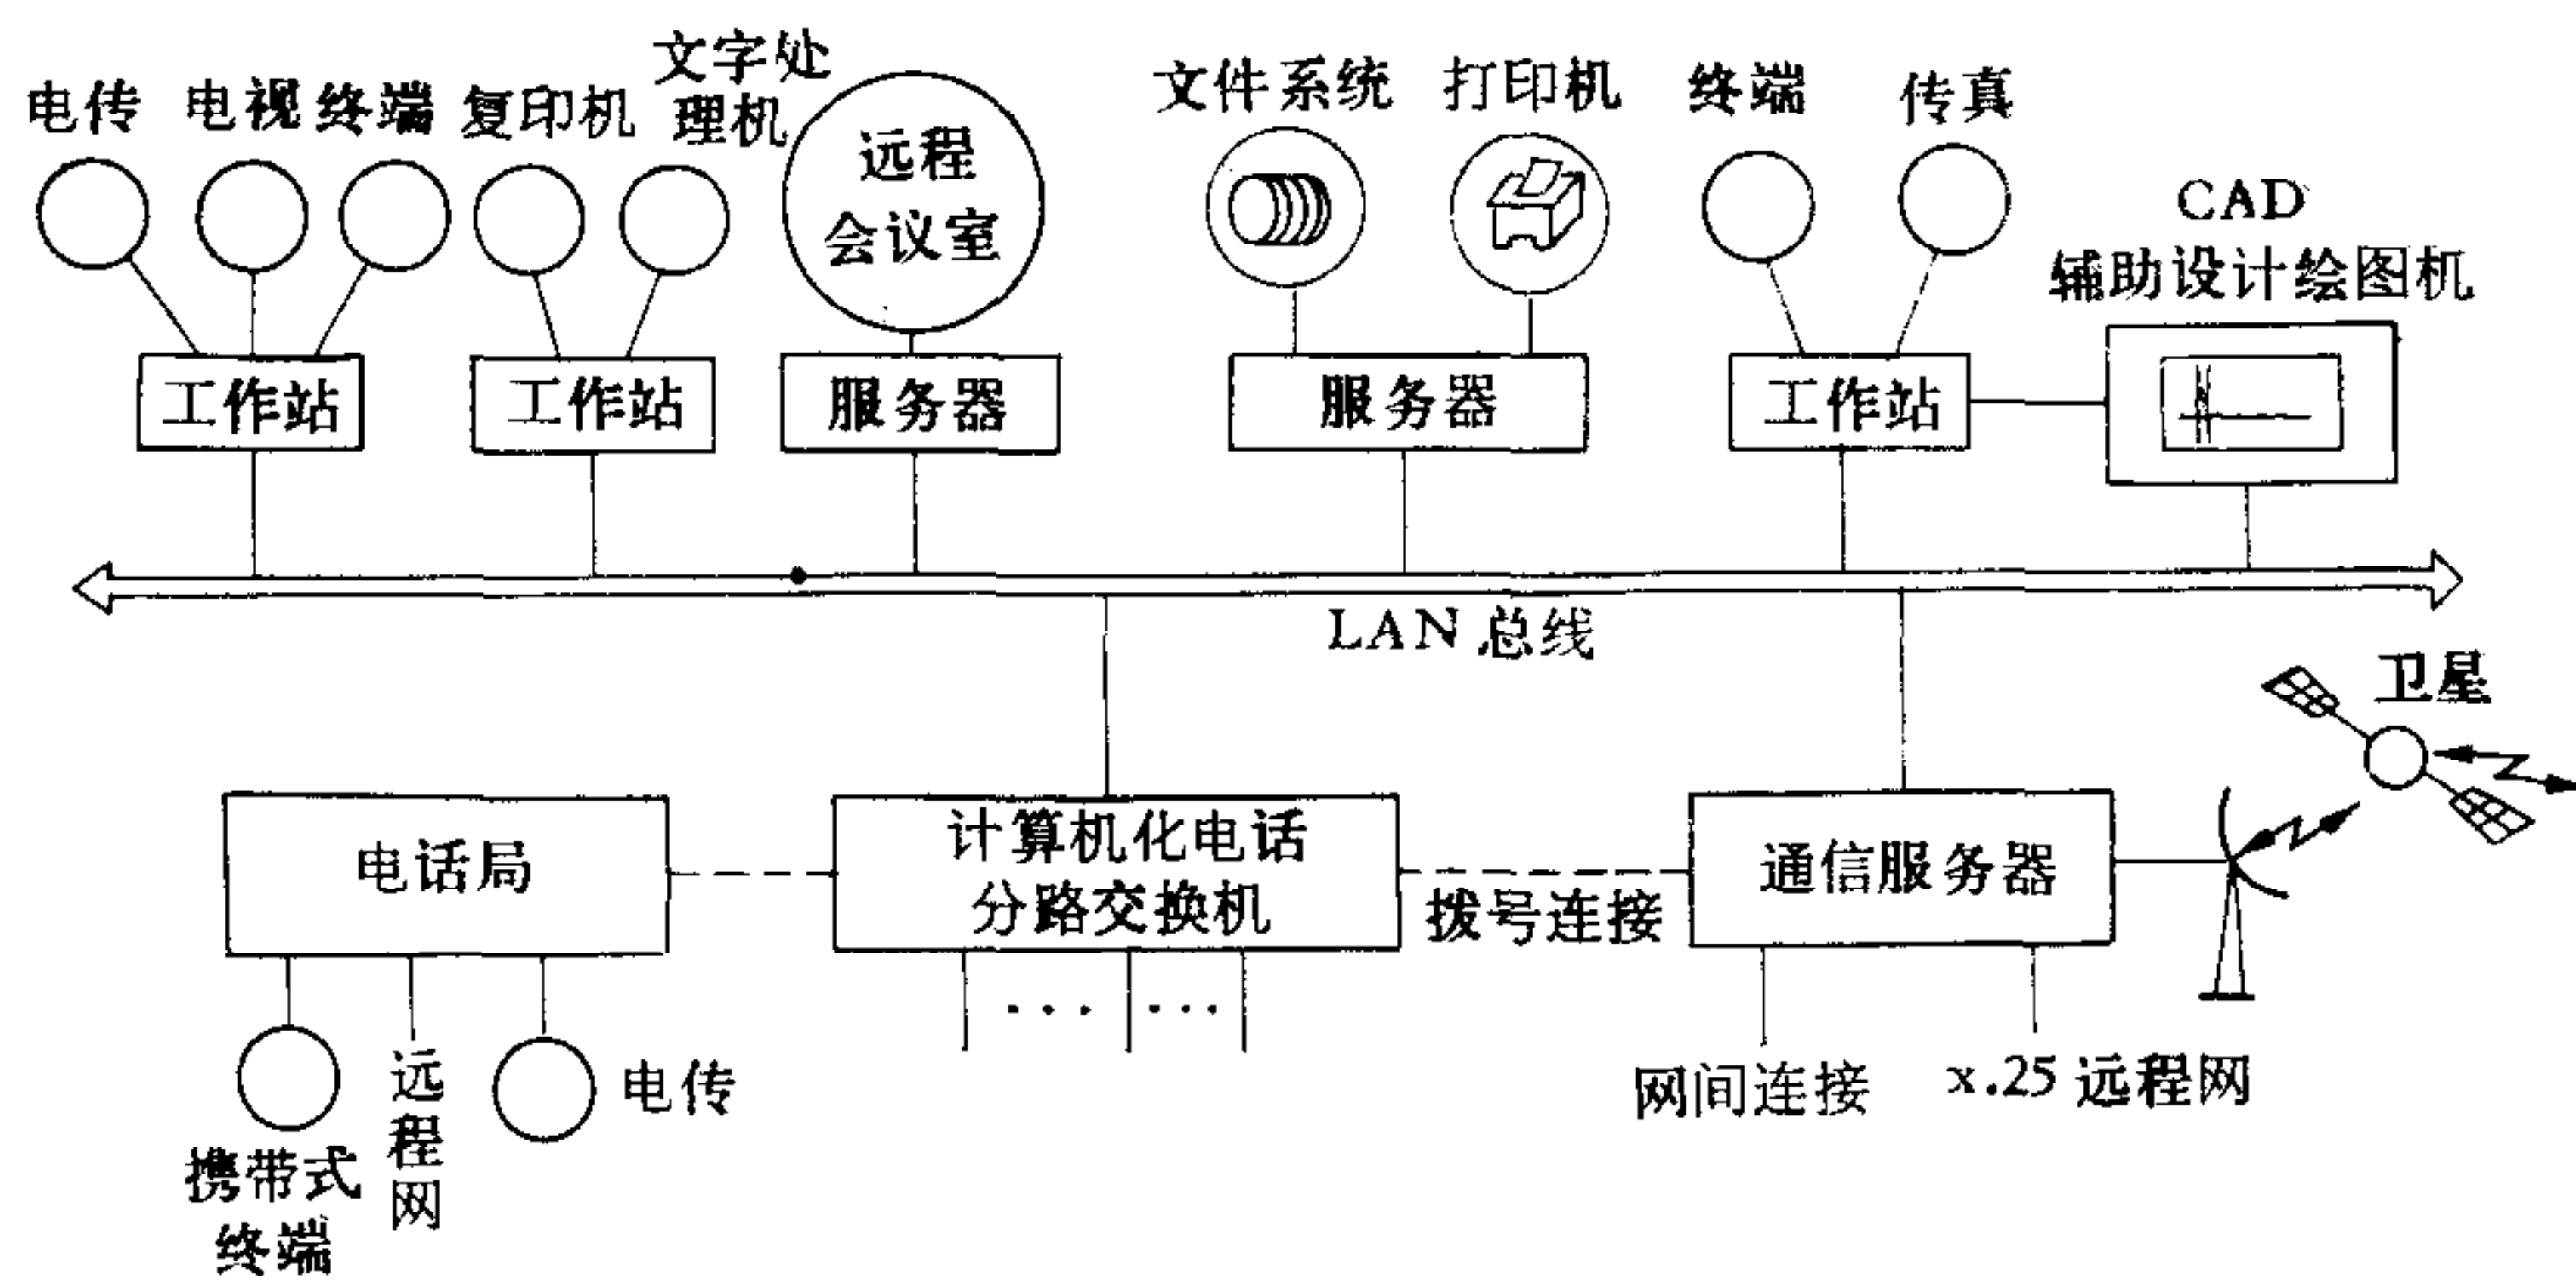 电传
电视
终端
复印机
文字处
理机
远程
会议室
文件系统
打印机
终端
传真
CAD
辅助设计绘图机
工作站
工作站
服务器
服务器
工作站
LAN 总线
卫星
电话局
计算机化电话
分路交换机
拨号连接
通信服务器
携带式
终端
远
程
网
电传
网间连接
x.25 远程网